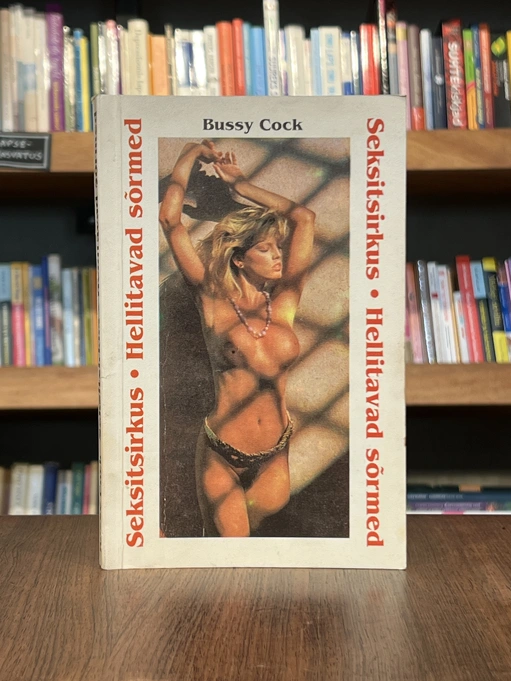 Bussy Cock
Seksitsirkus • Hellitavad sõrmed
Seksitsirkus • Hellitavad sõrmed